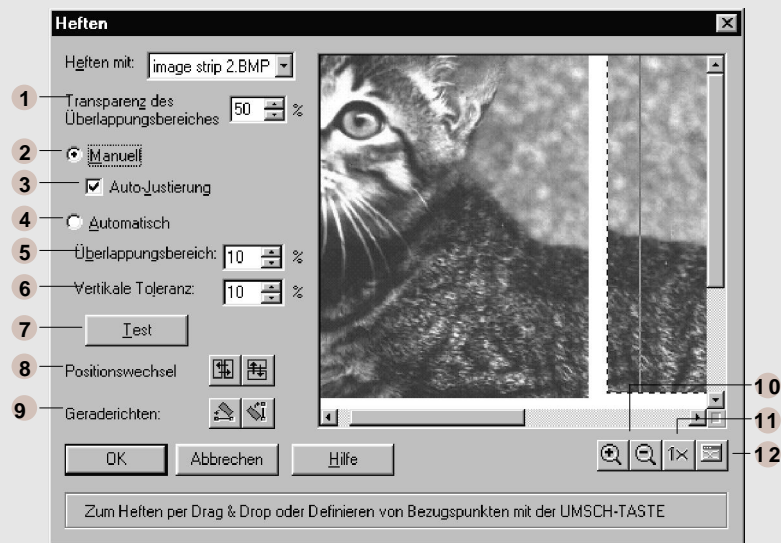 Heften
Heften mit: image strip 2.BMP
1 Transparenz des
Überlappungsbereiches 50 %
2 Manuell
3 Auto-Justierung
4 Automatisch
5 Überlappungsbereich: 10 %
6 Vertikale Toleranz: 10 %
7 Test
8 Positionswechsel
9 Geraderichten:
10
11
12
OK Abbrechen Hilfe 1x
Zum Heften per Drag & Drop oder Definieren von Bezugspunkten mit der UMSCH-TASTE